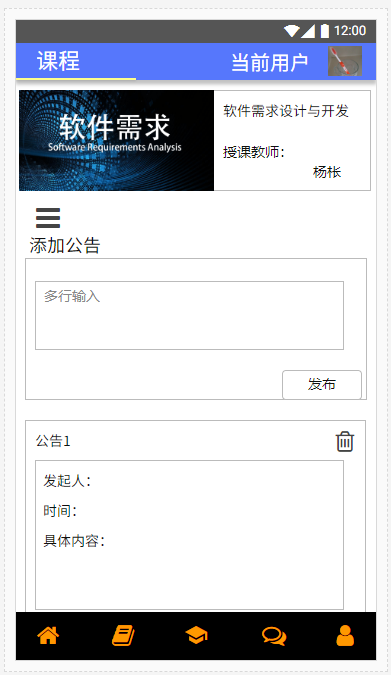 12:00
课程
当前用户
软件需求
Software Requirements Analysis
软件需求设计与开发
授课教师：
杨枨
添加公告
多行输入
发布
公告1
发起人：
时间：
具体内容：